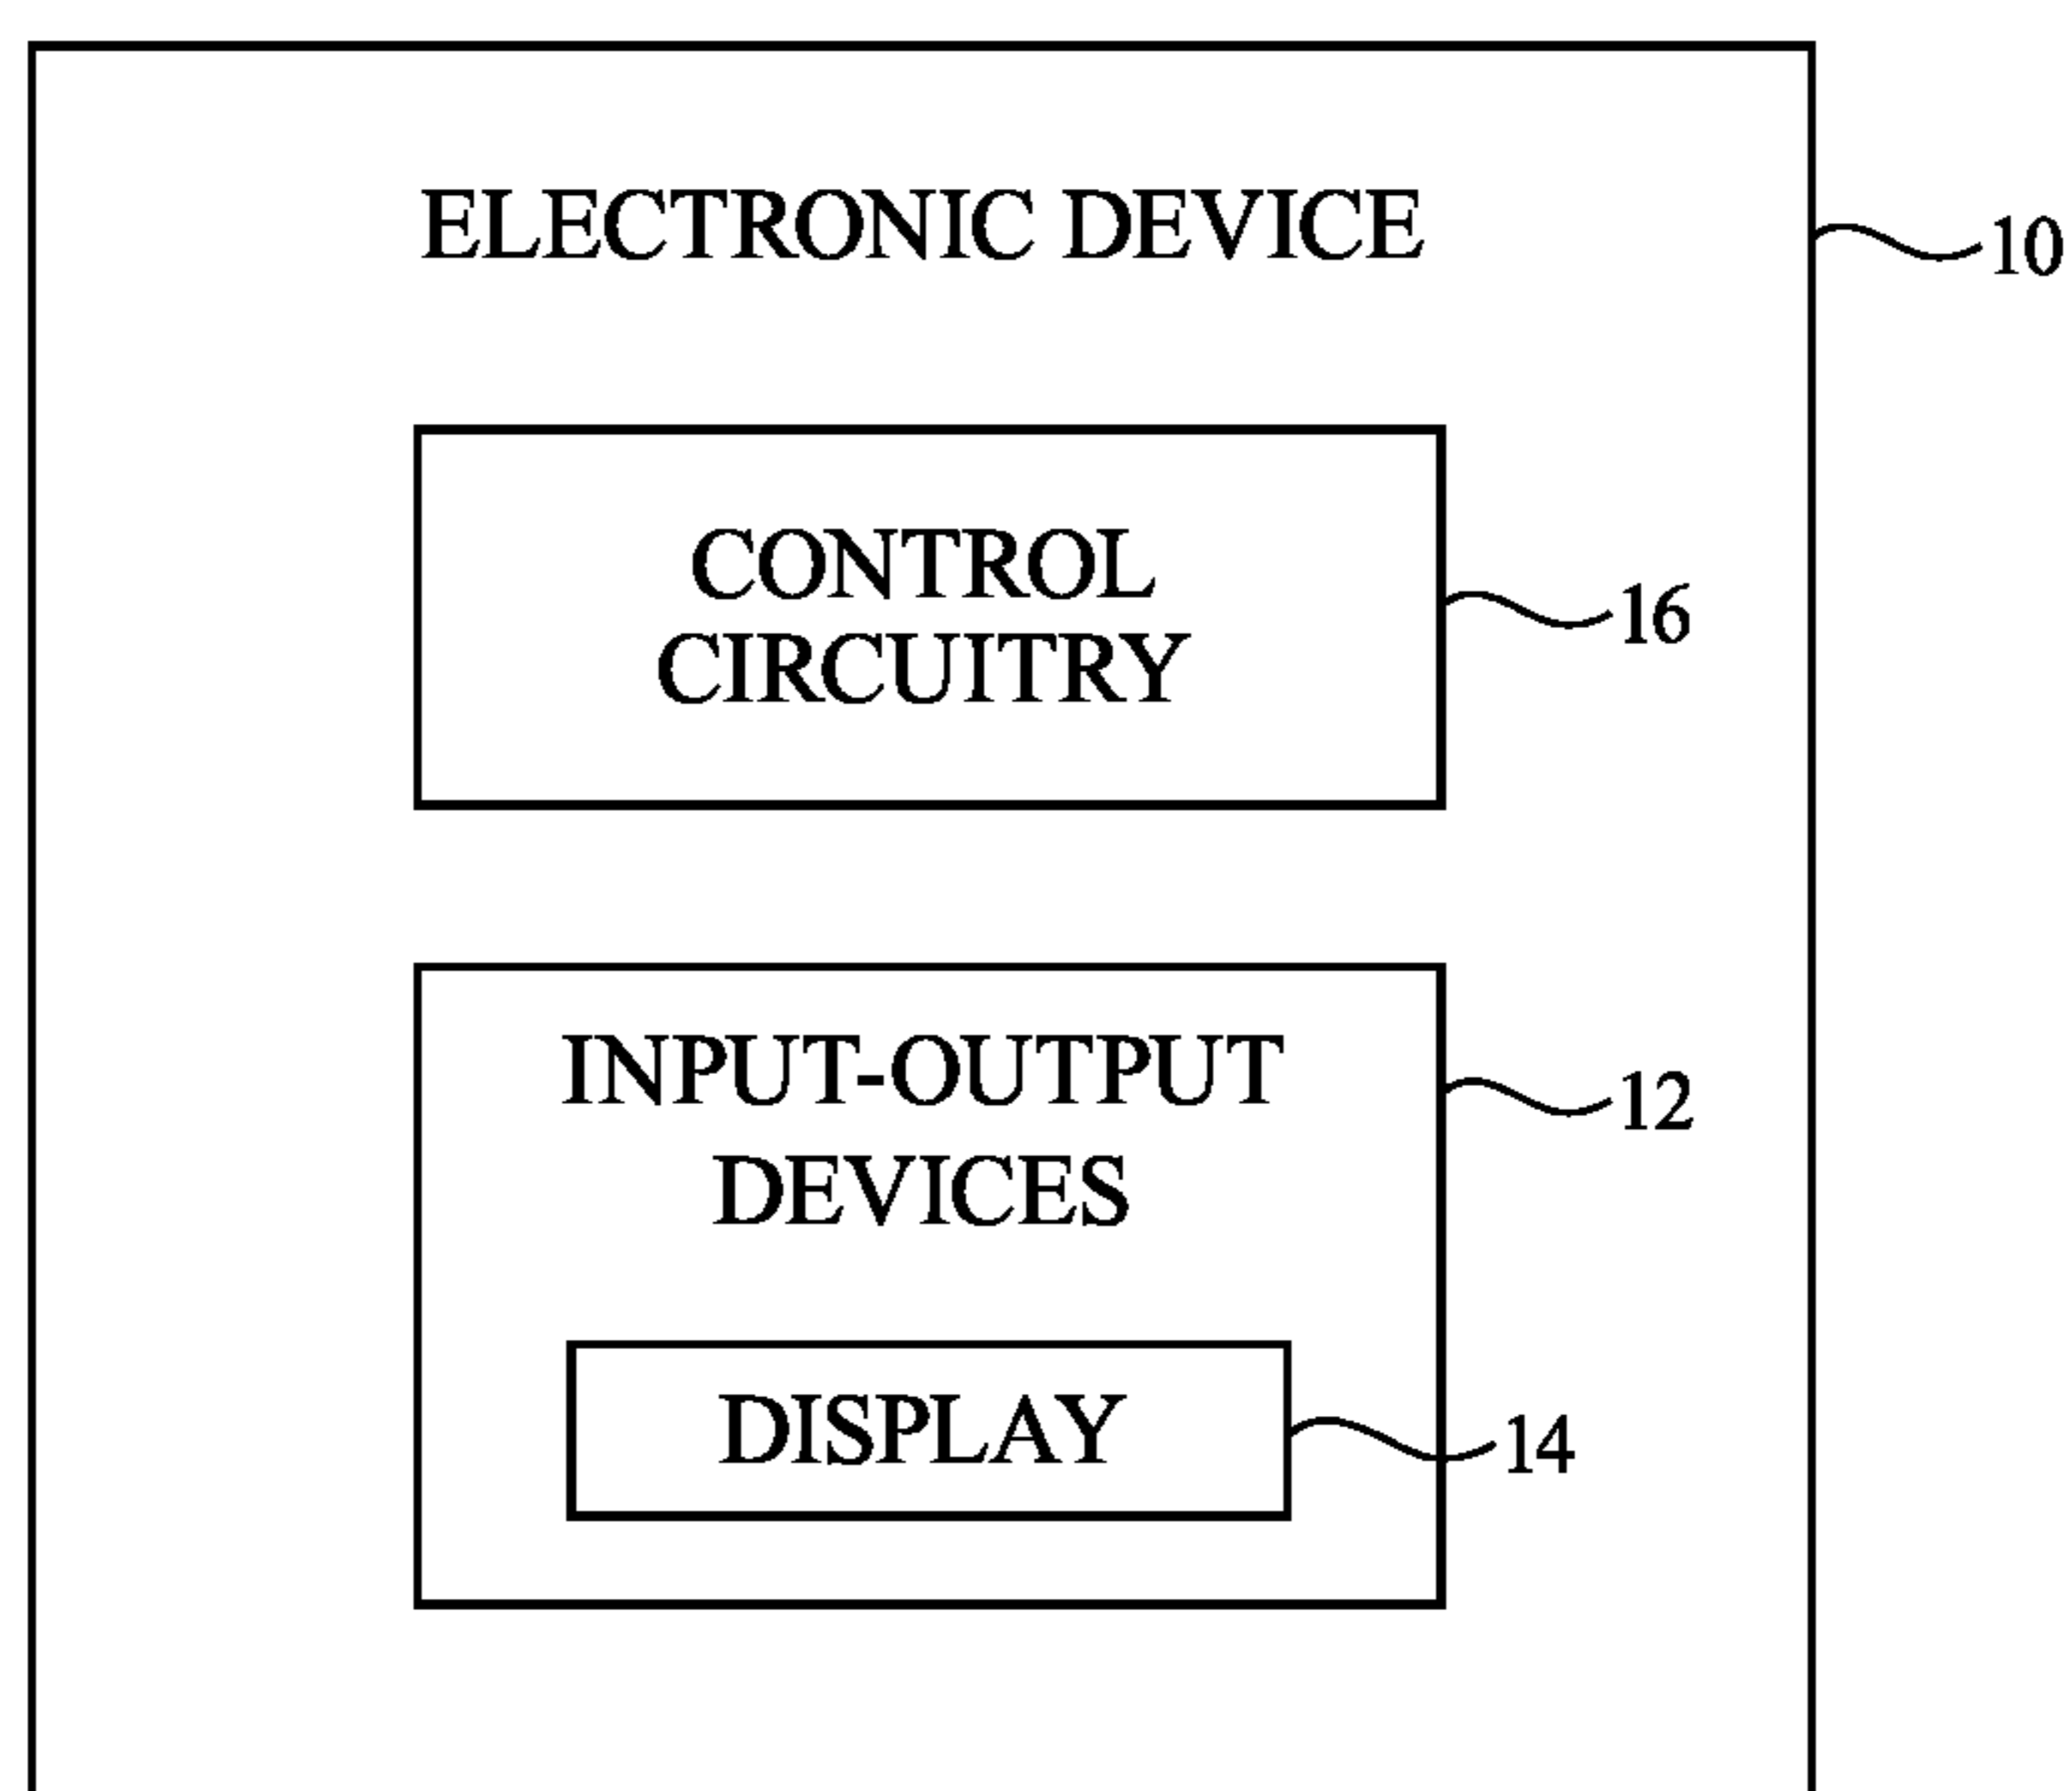 ELECTRONIC DEVICE
10
CONTROL
CIRCUITRY
16
INPUT-OUTPUT
DEVICES
12
DISPLAY
14